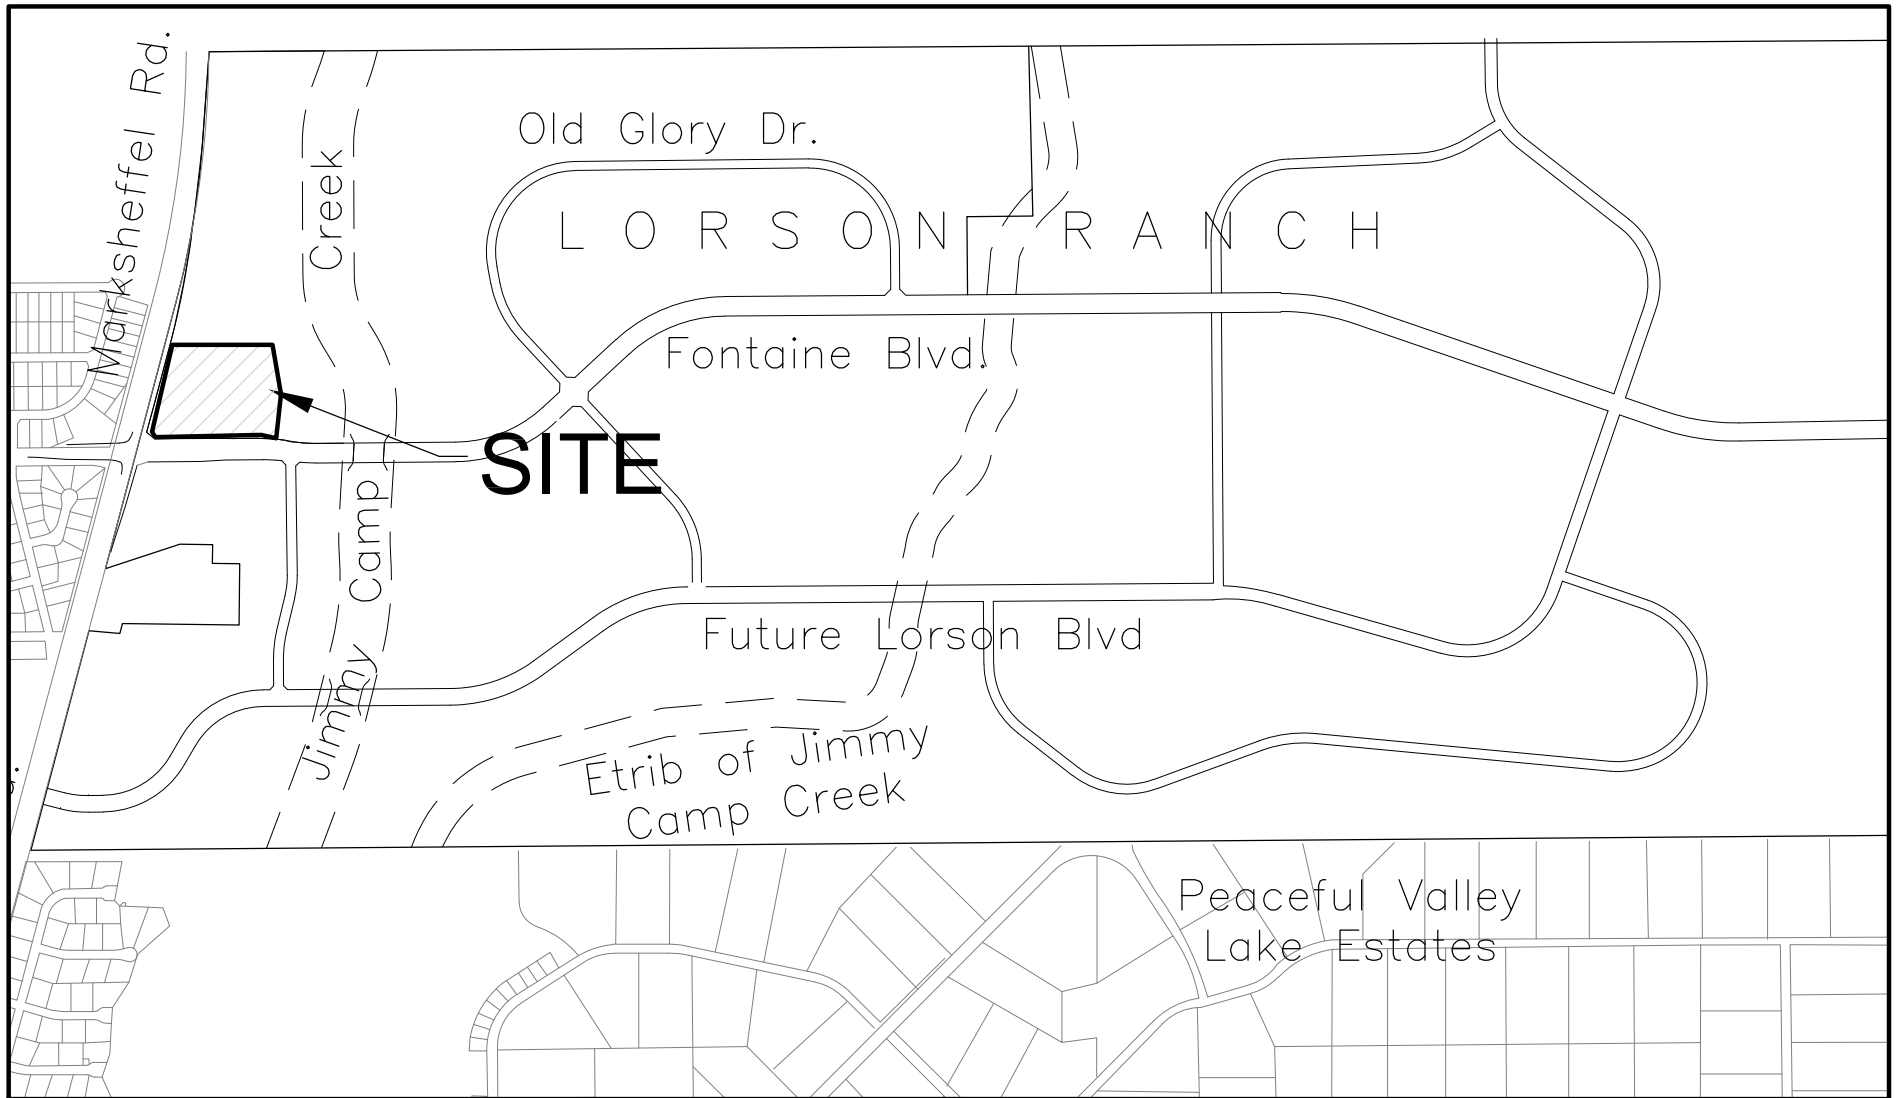 Marksheffel Rd.
Old Glory Dr.
Creek
LORSON RANCH
Fontaine Blvd.
SITE
Camp
Future Lorson Blvd
Jimmy
Etrib of Jimmy
Camp Creek
Peaceful Valley
Lake Estates